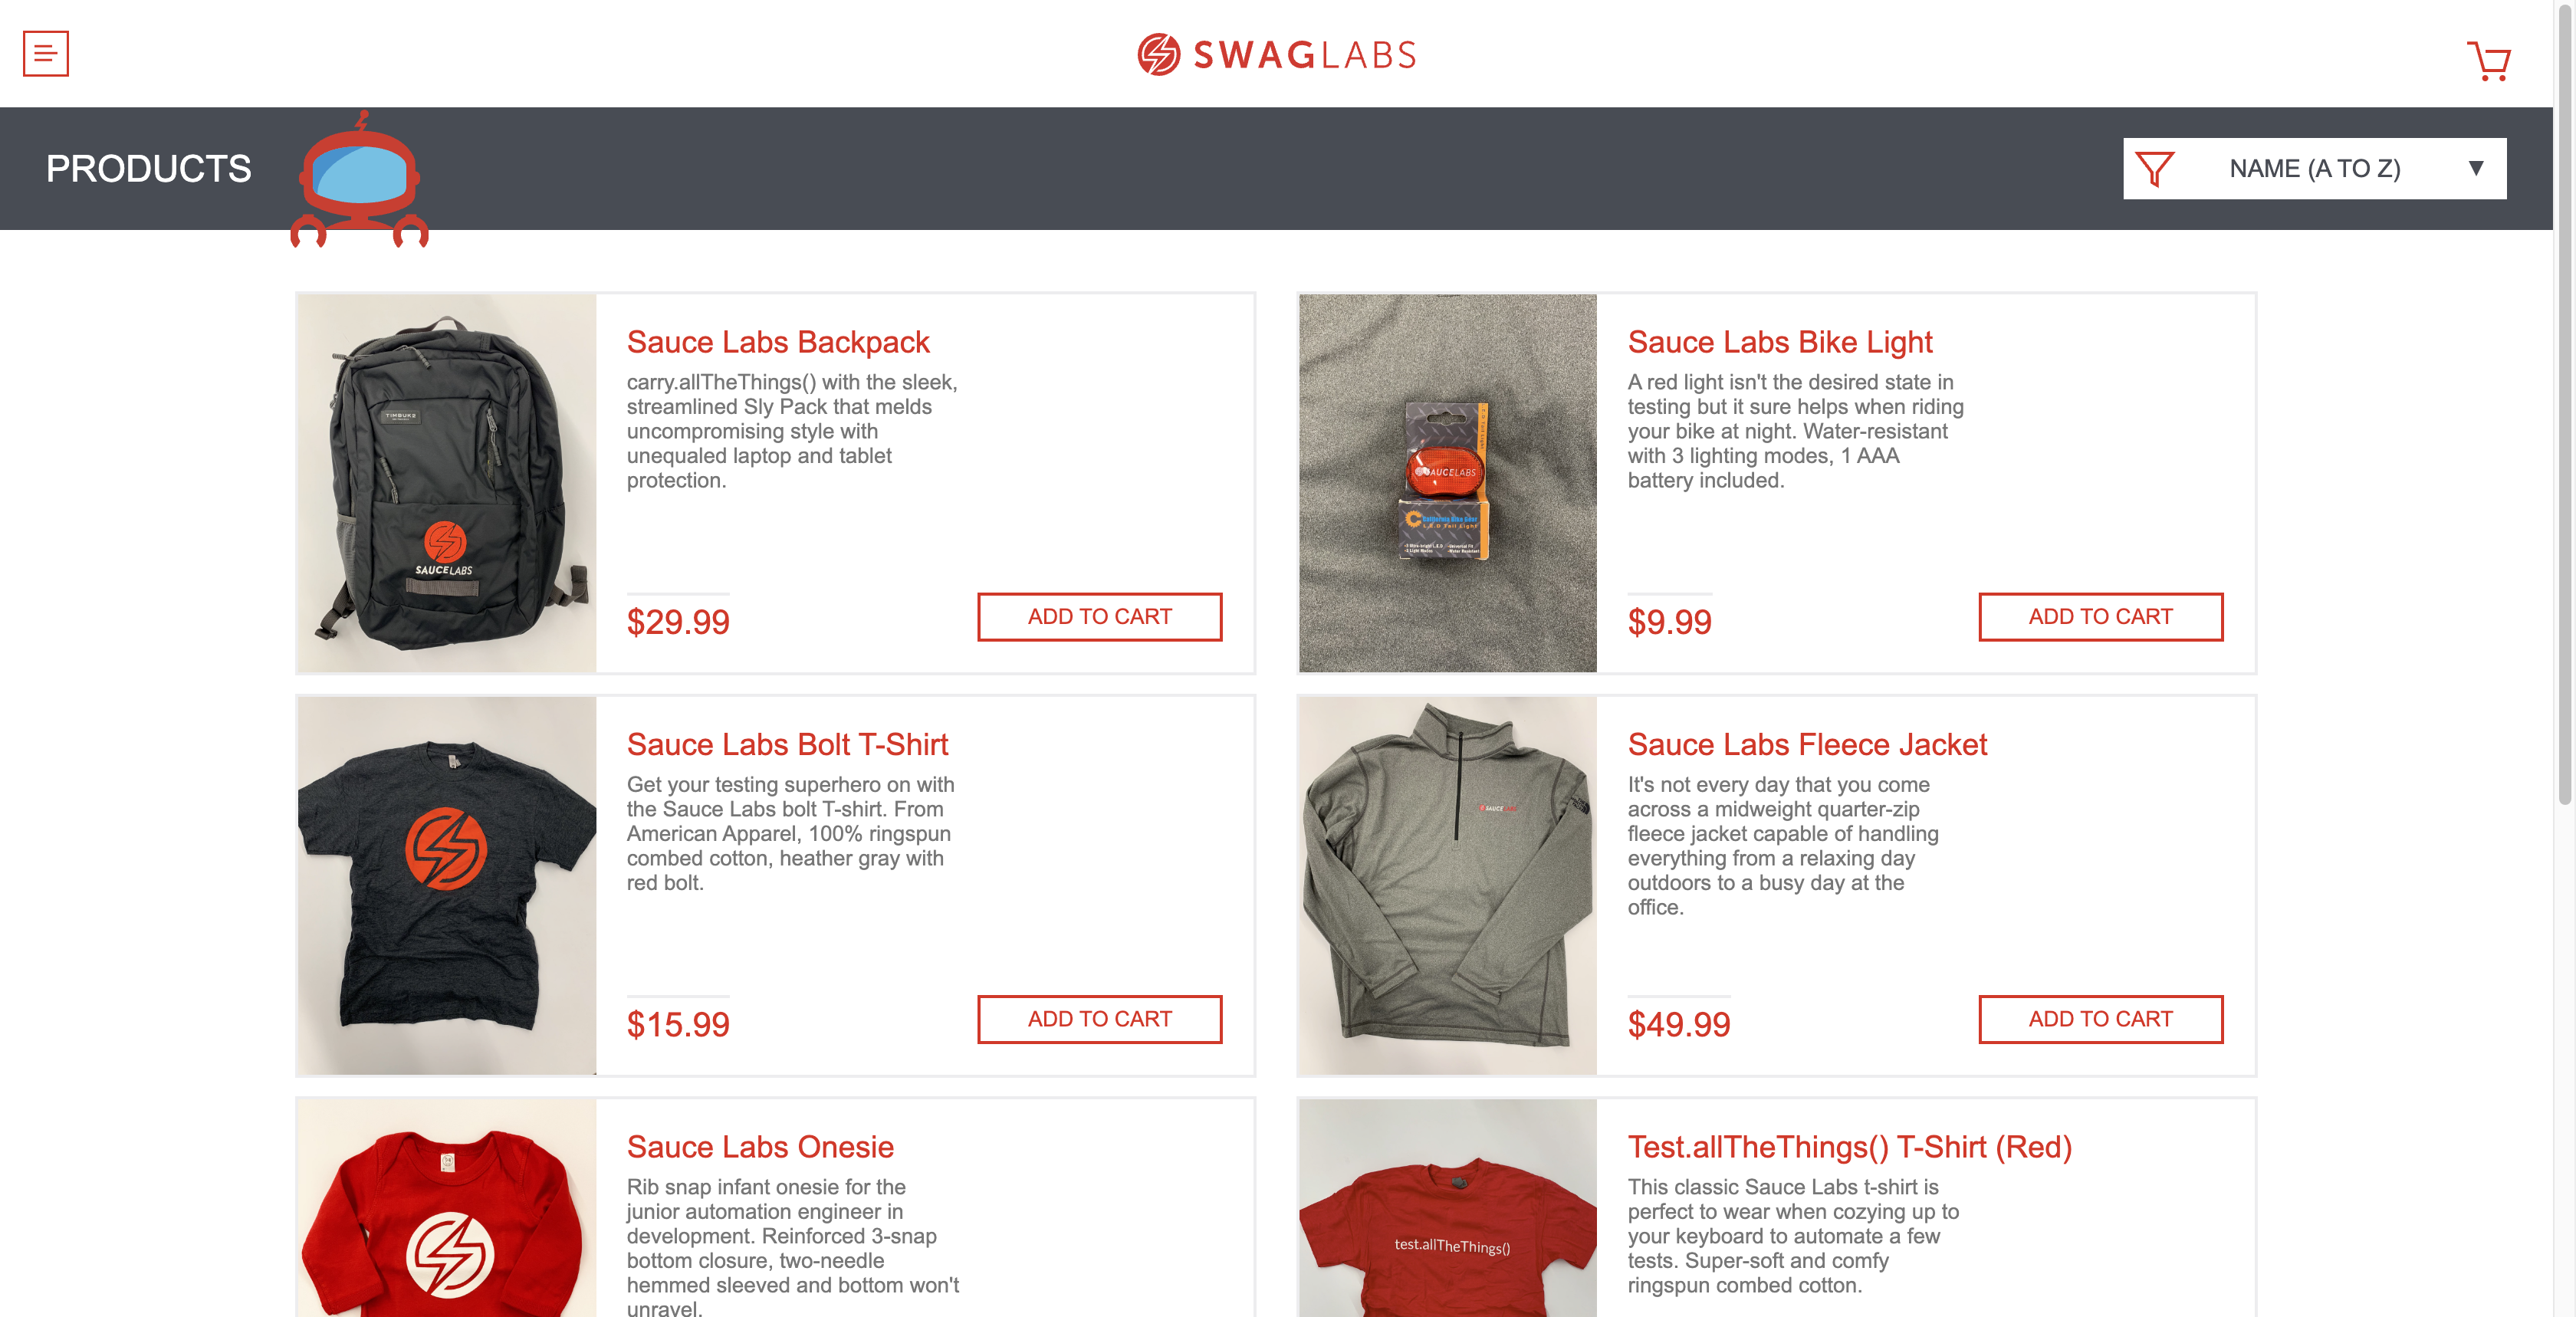 SWAGLABS
PRODUCTS
NAME (A TO Z)
Sauce Labs Backpack
carry.allTheThings() with the sleek,
streamlined Sly Pack that melds
uncompromising style with
unequaled laptop and tablet
protection.
$29.99
ADD TO CART
TIMBUK2
SAUCELABS
Sauce Labs Bike Light
A red light isn't the desired state in
testing but it sure helps when riding
your bike at night. Water-resistant
with 3 lighting modes, 1 AAA
battery included.
$9.99
ADD TO CART
SAUCELABS
California Bike Gear
L.E.D Tail Light
Sauce Labs Bolt T-Shirt
Get your testing superhero on with
the Sauce Labs bolt T-shirt. From
American Apparel, 100% ringspun
combed cotton, heather gray with
red bolt.
$15.99
ADD TO CART
Sauce Labs Fleece Jacket
It's not every day that you come
across a midweight quarter-zip
fleece jacket capable of handling
everything from a relaxing day
outdoors to a busy day at the
office.
$49.99
ADD TO CART
SAUCELABS
Sauce Labs Onesie
Rib snap infant onesie for the
junior automation engineer in
development. Reinforced 3-snap
bottom closure, two-needle
hemmed sleeved and bottom won't
unravel.
Test.allTheThings() T-Shirt (Red)
This classic Sauce Labs t-shirt is
perfect to wear when cozying up to
your keyboard to automate a few
tests. Super-soft and comfy
ringspun combed cotton.
test.allTheThings()